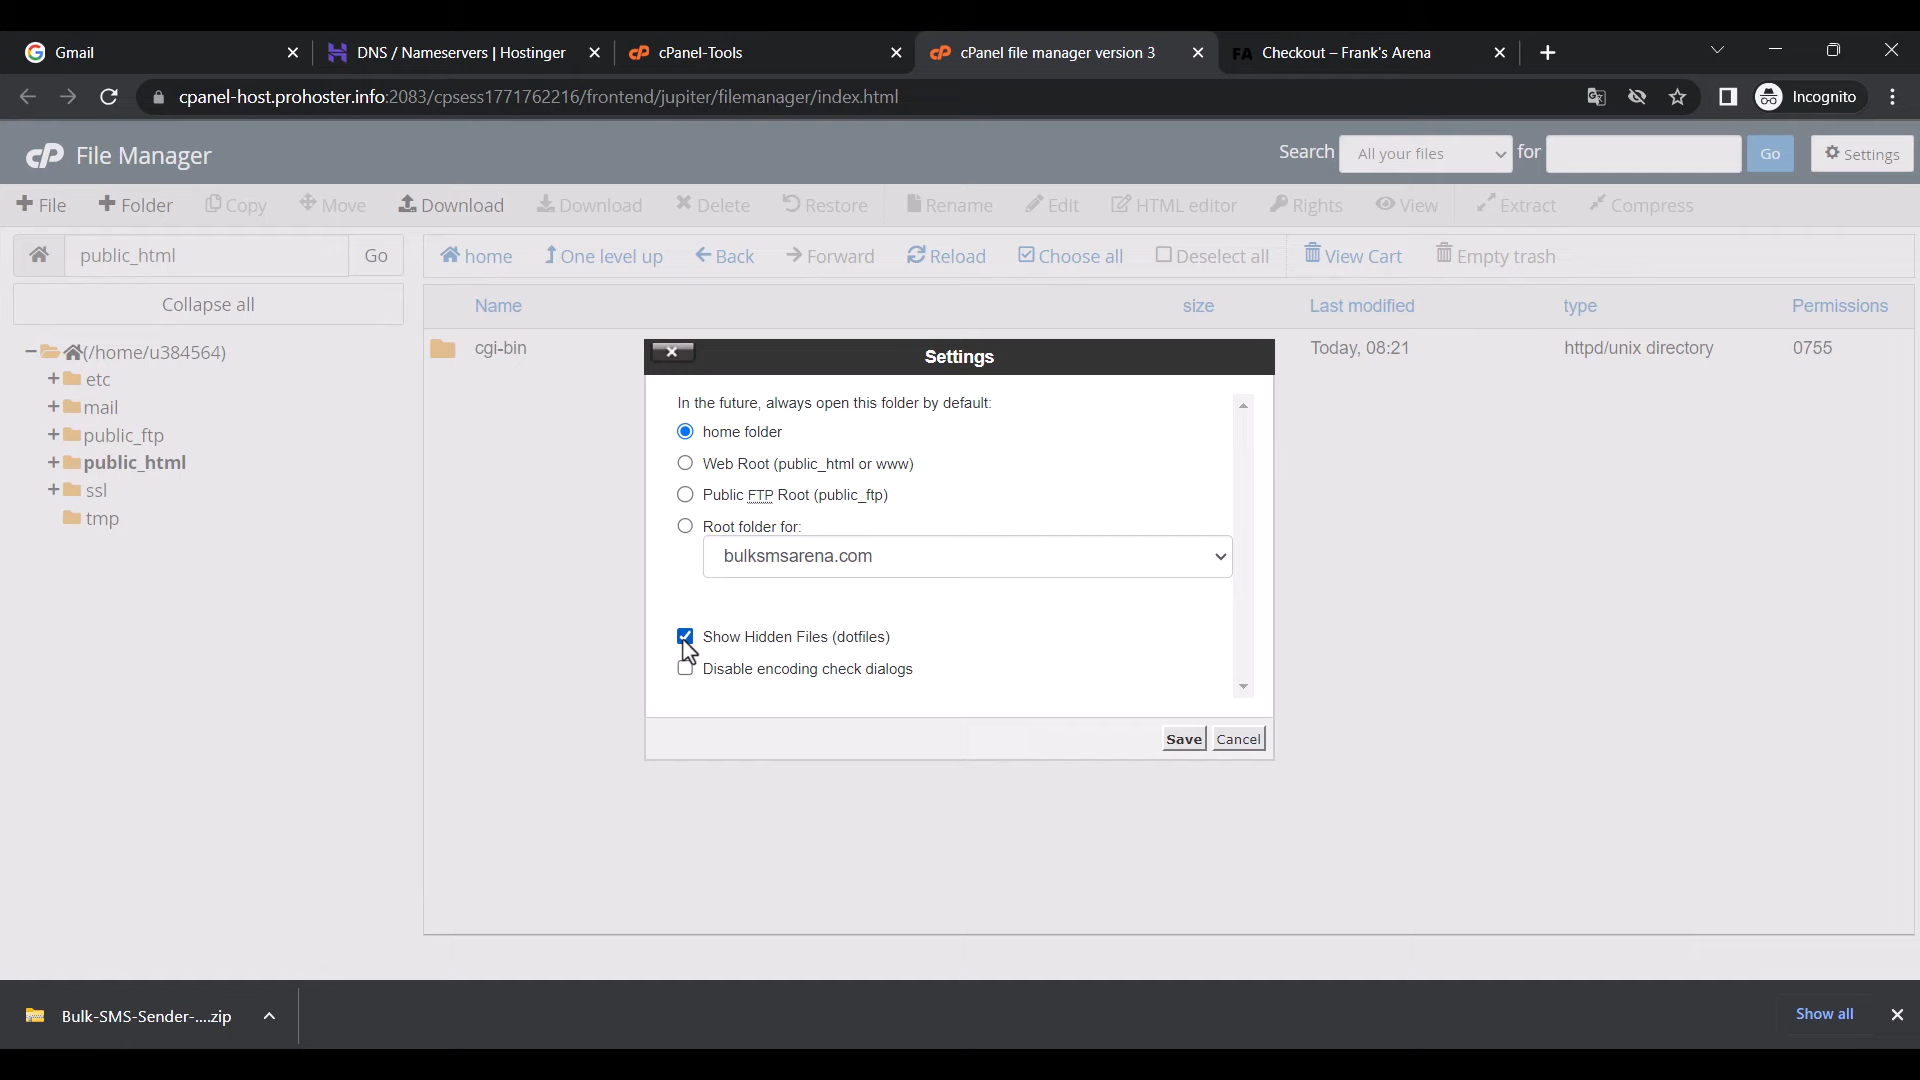 Gmail
DNS / Nameservers | Hostinger
cPanel-Tools
cPanel file manager version 3
FA Checkout – Frank's Arena
cpanel-host.prohoster.info:2083/cpsess1771762216/frontend/jupiter/filemanager/index.html
Incognito
cP File Manager
Search All your files for Go Settings
File Folder Copy Move Download Download Delete Restore Rename Edit HTML editor Rights View Extract Compress
public_html Go
home One level up Back Forward Reload Choose all Deselect all View Cart Empty trash
Collapse all
Name size Last modified type Permissions
cgi-bin Today, 08:21 httpd/unix directory 0755
(/home/u384564)
etc
mail
public_ftp
public_html
ssl
tmp
Settings
In the future, always open this folder by default:
home folder
Web Root (public_html or www)
Public FTP Root (public_ftp)
Root folder for:
bulksmsarena.com
Show Hidden Files (dotfiles)
Disable encoding check dialogs
Save Cancel
Bulk-SMS-Sender-....zip
Show all